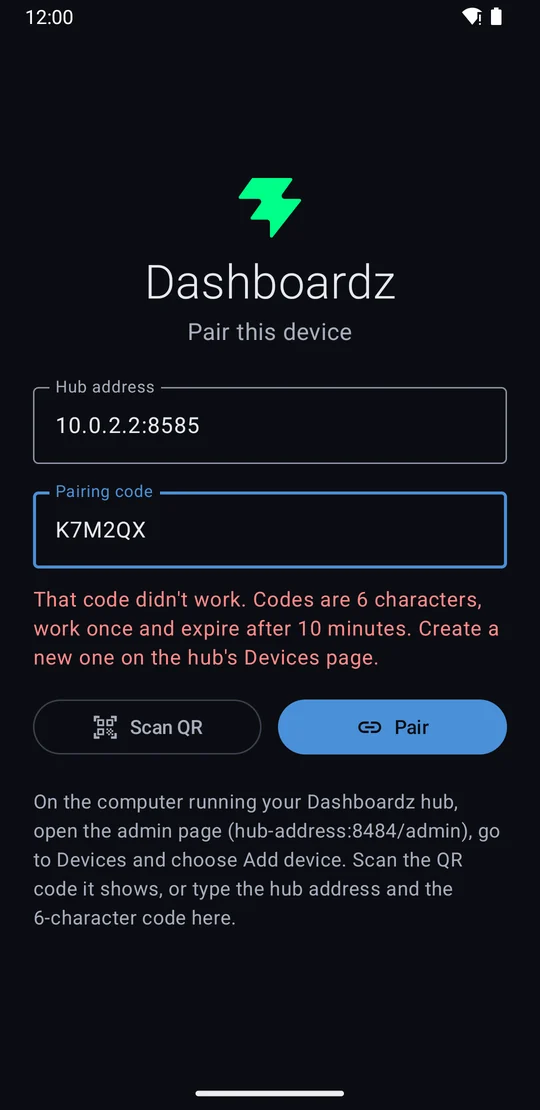 12:00
Dashboardz
Pair this device
Hub address
10.0.2.2:8585
Pairing code
K7M2QX
That code didn't work. Codes are 6 characters,
work once and expire after 10 minutes. Create a
new one on the hub's Devices page.
Scan QR
Pair
On the computer running your Dashboardz hub,
open the admin page (hub-address:8484/admin), go
to Devices and choose Add device. Scan the QR
code it shows, or type the hub address and the
6-character code here.